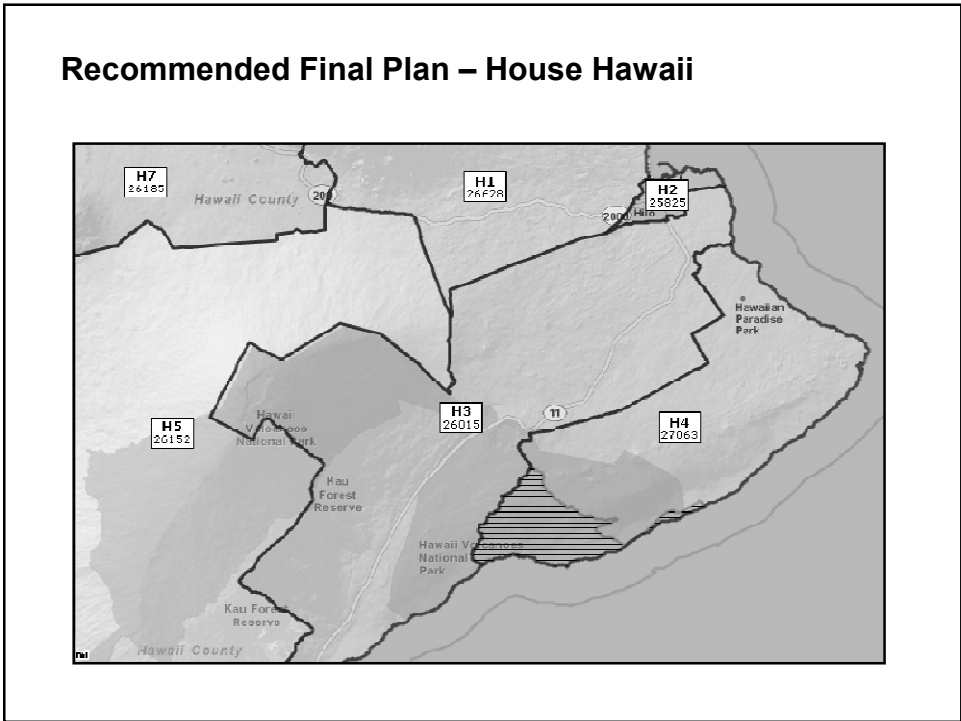 Recommended Final Plan – House Hawaii
H7
26185
Hawaii County
200
H1
26628
H2
25825
2000
Hilo
Hawaiian
Paradise
Park
H5
26152
Hawaii
Volcanoes
National Park
H3
26015
11
H4
27063
Kau
Forest
Reserve
Hawaii Volcanoes
National
Park
Kau Forest
Reserve
Hawaii County